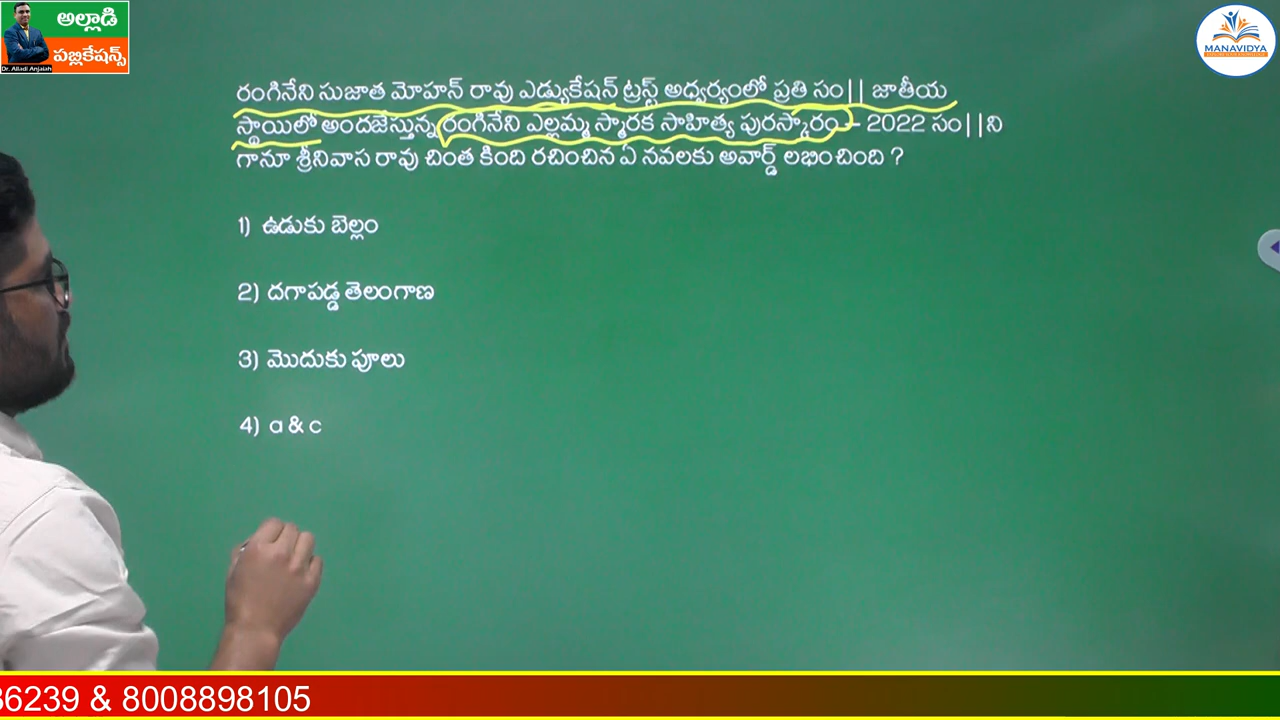 అల్లాడి
పబ్లికేషన్స్
Dr. Alladi Anjaiah
MANAVIDYA
రంగినేని సుజాత మోహన్ రావు ఎడ్యుకేషన్ ట్రస్ట్ అధ్వర్యంలో ప్రతి సం|| జాతీయ
స్థాయిలో అందజేస్తున్న రంగినేని ఎల్లమ్మ స్మారక సాహిత్య పురస్కారం – 2022 సం||ని
గానూ శ్రీనివాస రావు చింత కింది రచించిన ఏ నవలకు అవార్డ్ లభించింది ?
1) ఉడుకు బెల్లం
2) దగాపడ్డ తెలంగాణ
3) మొదుకు పూలు
4) a & c
36239 & 8008898105